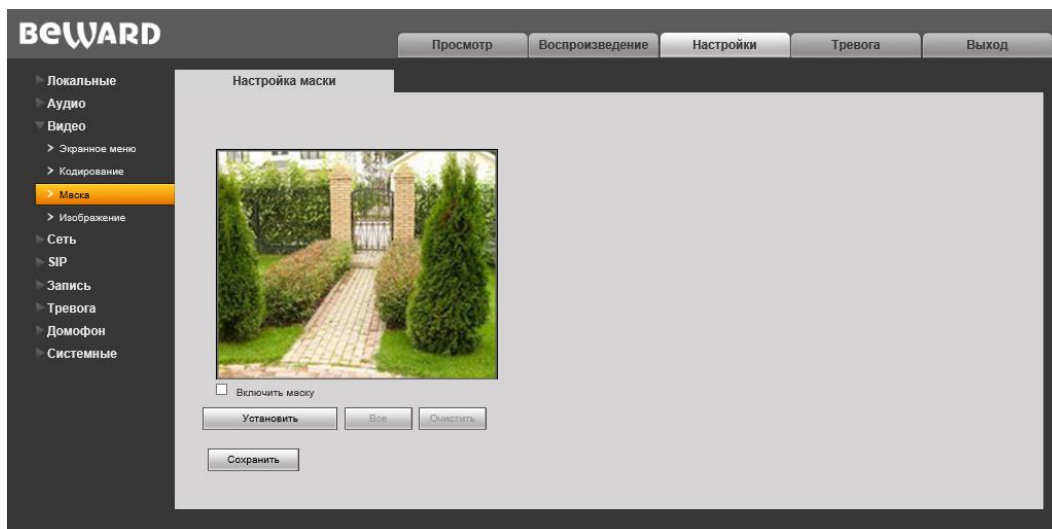 BEWARD
Просмотр
Воспроизведение
Настройки
Тревога
Выход
Локальные
Аудио
Видео
Экранное меню
Кодирование
Маска
Изображение
Сеть
SIP
Запись
Тревога
Домофон
Системные
Настройка маски
Включить маску
Установить
Все
Очистить
Сохранить